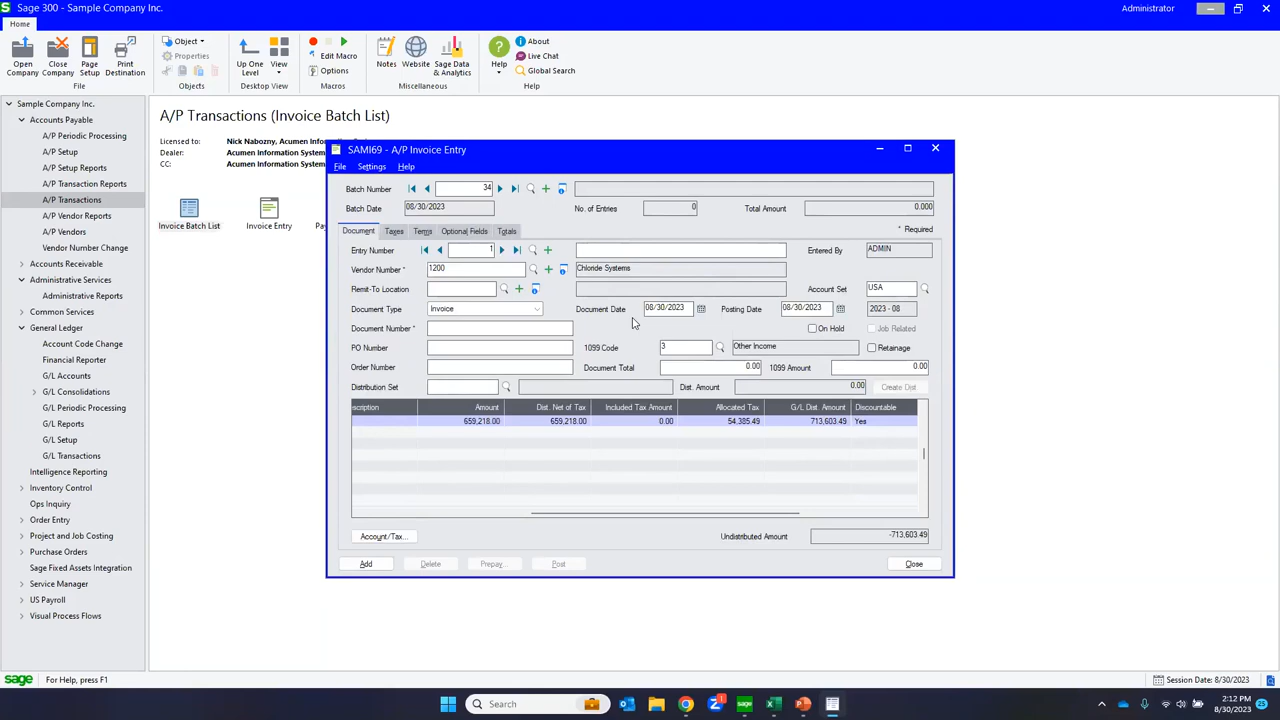 Sage 300 - Sample Company Inc.
Administrator
Home
Open Company
Close Company
Page Setup
Print Destination
File
Object
Properties
Objects
Up One Level
View
Desktop View
Edit Macro
Options
Macros
Notes
Website
Sage Data & Analytics
Miscellaneous
Help
About
Live Chat
Global Search
Help
Sample Company Inc.
Accounts Payable
A/P Periodic Processing
A/P Setup
A/P Setup Reports
A/P Transaction Reports
A/P Transactions
A/P Vendor Reports
A/P Vendors
Vendor Number Change
Accounts Receivable
Administrative Services
Administrative Reports
Common Services
General Ledger
Account Code Change
Financial Reporter
G/L Accounts
G/L Consolidations
G/L Periodic Processing
G/L Reports
G/L Setup
G/L Transactions
Intelligence Reporting
Inventory Control
Ops Inquiry
Order Entry
Project and Job Costing
Purchase Orders
Sage Fixed Assets Integration
Service Manager
US Payroll
Visual Process Flows
A/P Transactions (Invoice Batch List)
Licensed to: Nick Nabozny, Acumen Information
Dealer: Acumen Information System
CC: Acumen Information System
Invoice Batch List
Invoice Entry
SAMI69 - A/P Invoice Entry
File Settings Help
Batch Number 34
Batch Date 08/30/2023 No. of Entries 0 Total Amount 0.000
Document Taxes Terms Optional Fields Totals * Required
Entry Number 1 Entered By ADMIN
Vendor Number * 1200 Chloride Systems
Remit-To Location Account Set USA
Document Type Invoice Document Date 08/30/2023 Posting Date 08/30/2023 2023 - 08
Document Number * On Hold Job Related
PO Number 1099 Code 3 Other Income Retainage
Order Number Document Total 0.00 1099 Amount 0.00
Distribution Set Dist. Amount 0.00 Create Dist
scription Amount Dist. Net of Tax Included Tax Amount Allocated Tax G/L Dist. Amount Discountable
659,218.00 659,218.00 0.00 54,385.49 713,603.49 Yes
Account/Tax... Undistributed Amount -713,603.49
Add Delete Prepay... Post Close
sage For Help, press F1
Session Date: 8/30/2023
Search
1
2:12 PM
8/30/2023